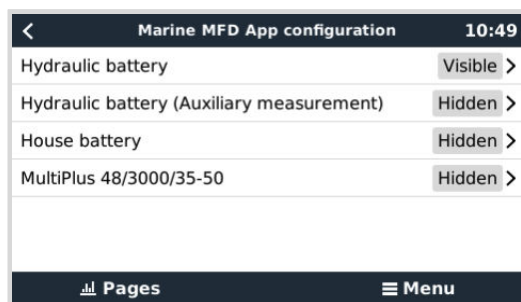 Marine MFD App configuration 10:49
Hydraulic battery Visible
Hydraulic battery (Auxiliary measurement) Hidden
House battery Hidden
MultiPlus 48/3000/35-50 Hidden
Pages Menu